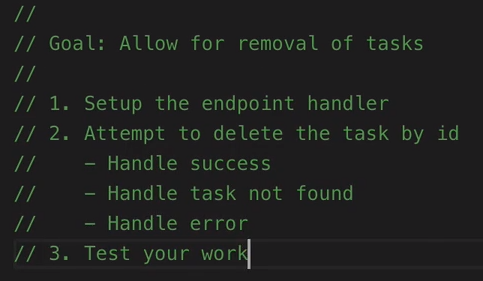 //
// Goal: Allow for removal of tasks
//
// 1. Setup the endpoint handler
// 2. Attempt to delete the task by id
//    - Handle success
//    - Handle task not found
//    - Handle error
// 3. Test your work